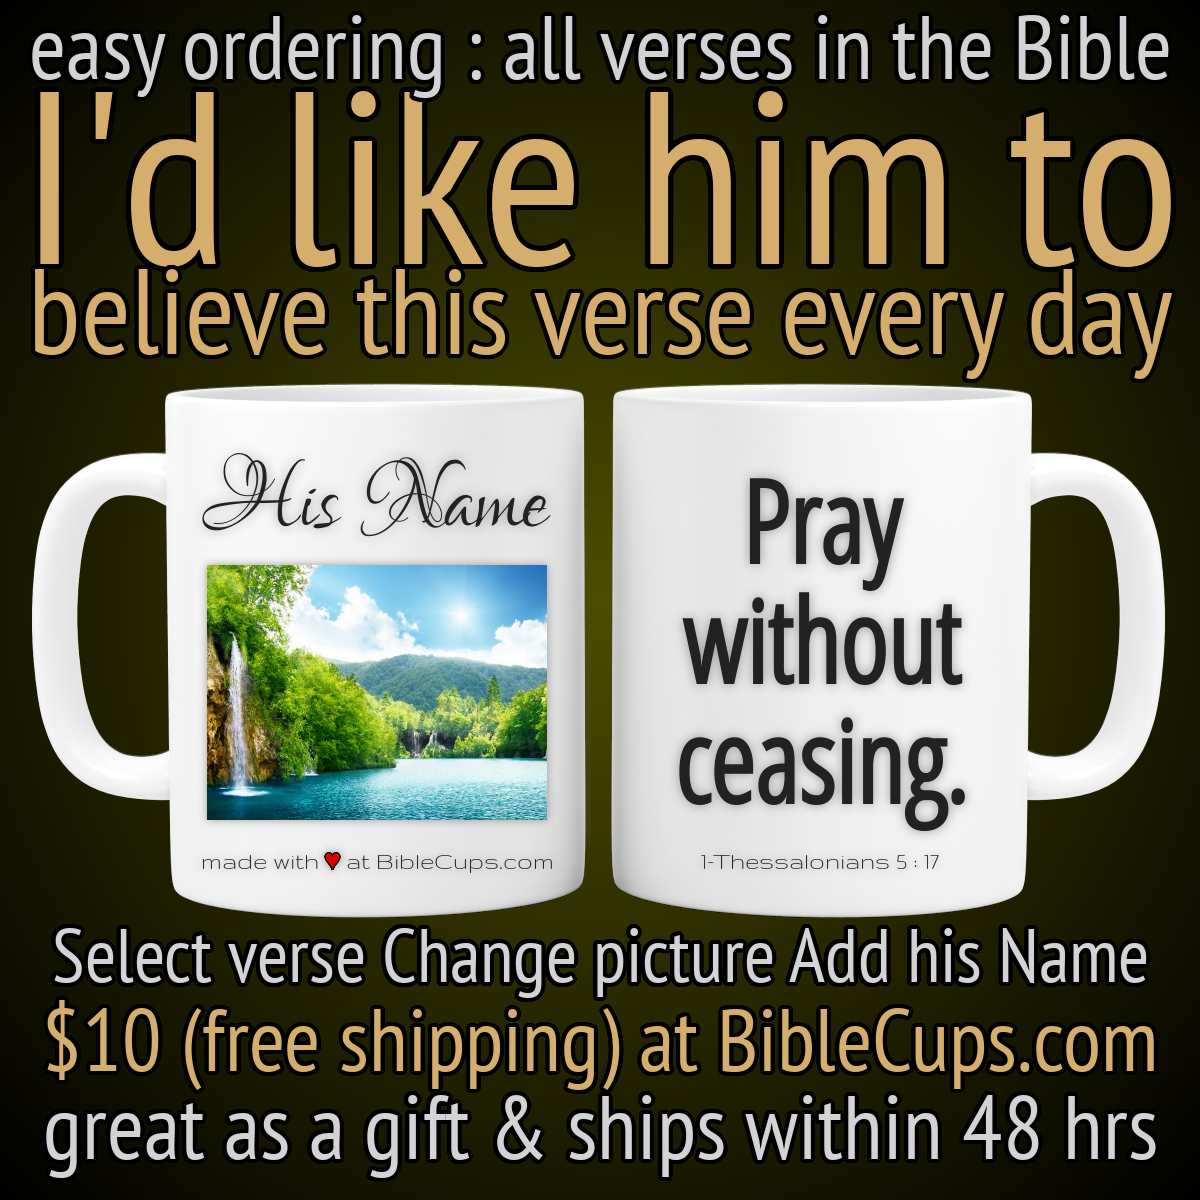 easy ordering : all verses in the Bible
I'd like him to
believe this verse every day
His Name
made with ♥ at BibleCups.com
Pray
without
ceasing.
1-Thessalonians 5 : 17
Select verse Change picture Add his Name
$10 (free shipping) at BibleCups.com
great as a gift & ships within 48 hrs